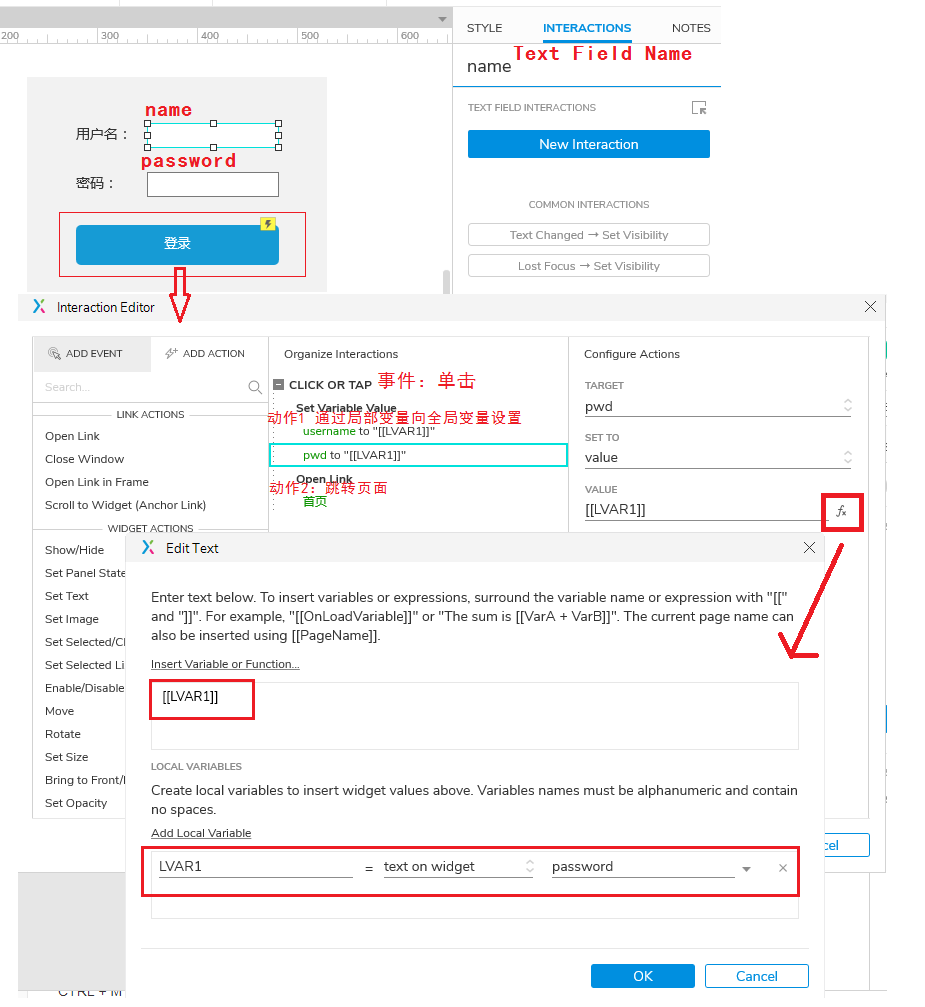 200
300
400
500
600
STYLE
INTERACTIONS
NOTES
Text Field Name
name
TEXT FIELD INTERACTIONS
New Interaction
COMMON INTERACTIONS
Text Changed → Set Visibility
Lost Focus → Set Visibility
name
用户名：
password
密码：
登录
Interaction Editor
ADD EVENT
ADD ACTION
Search...
LINK ACTIONS
Open Link
Close Window
Open Link in Frame
Scroll to Widget (Anchor Link)
WIDGET ACTIONS
Show/Hide
Set Panel State
Set Text
Set Image
Set Selected/C
Set Selected Li
Enable/Disable
Move
Rotate
Set Size
Bring to Front/
Set Opacity
Organize Interactions
CLICK OR TAP 事件：单击
Set Variable Value
动作1 通过局部变量向全局变量设置
username to "[[LVAR1]]"
pwd to "[[LVAR1]]"
Open Link
动作2：跳转页面
首页
Configure Actions
TARGET
pwd
SET TO
value
VALUE
[[LVAR1]]
fx
Edit Text
Enter text below. To insert variables or expressions, surround the variable name or expression with "[["
and "]]". For example, "[[OnLoadVariable]]" or "The sum is [[VarA + VarB]]". The current page name can
also be inserted using [[PageName]].
Insert Variable or Function...
[[LVAR1]]
LOCAL VARIABLES
Create local variables to insert widget values above. Variables names must be alphanumeric and contain
no spaces.
Add Local Variable
LVAR1 = text on widget password
OK
Cancel
cel
CTRL + M